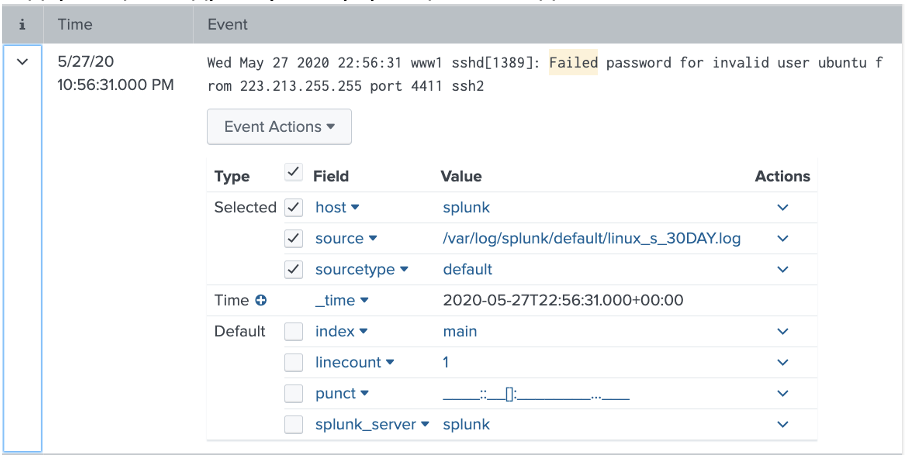 i Time Event
5/27/20
10:56:31.000 PM
Wed May 27 2020 22:56:31 www1 sshd[1389]: Failed password for invalid user ubuntu f
rom 223.213.255.255 port 4411 ssh2
Event Actions
Type Field Value Actions
Selected host splunk
source /var/log/splunk/default/linux_s_30DAY.log
sourcetype default
Time _time 2020-05-27T22:56:31.000+00:00
Default index main
linecount 1
punct ____::__[]:__________...____
splunk_server splunk